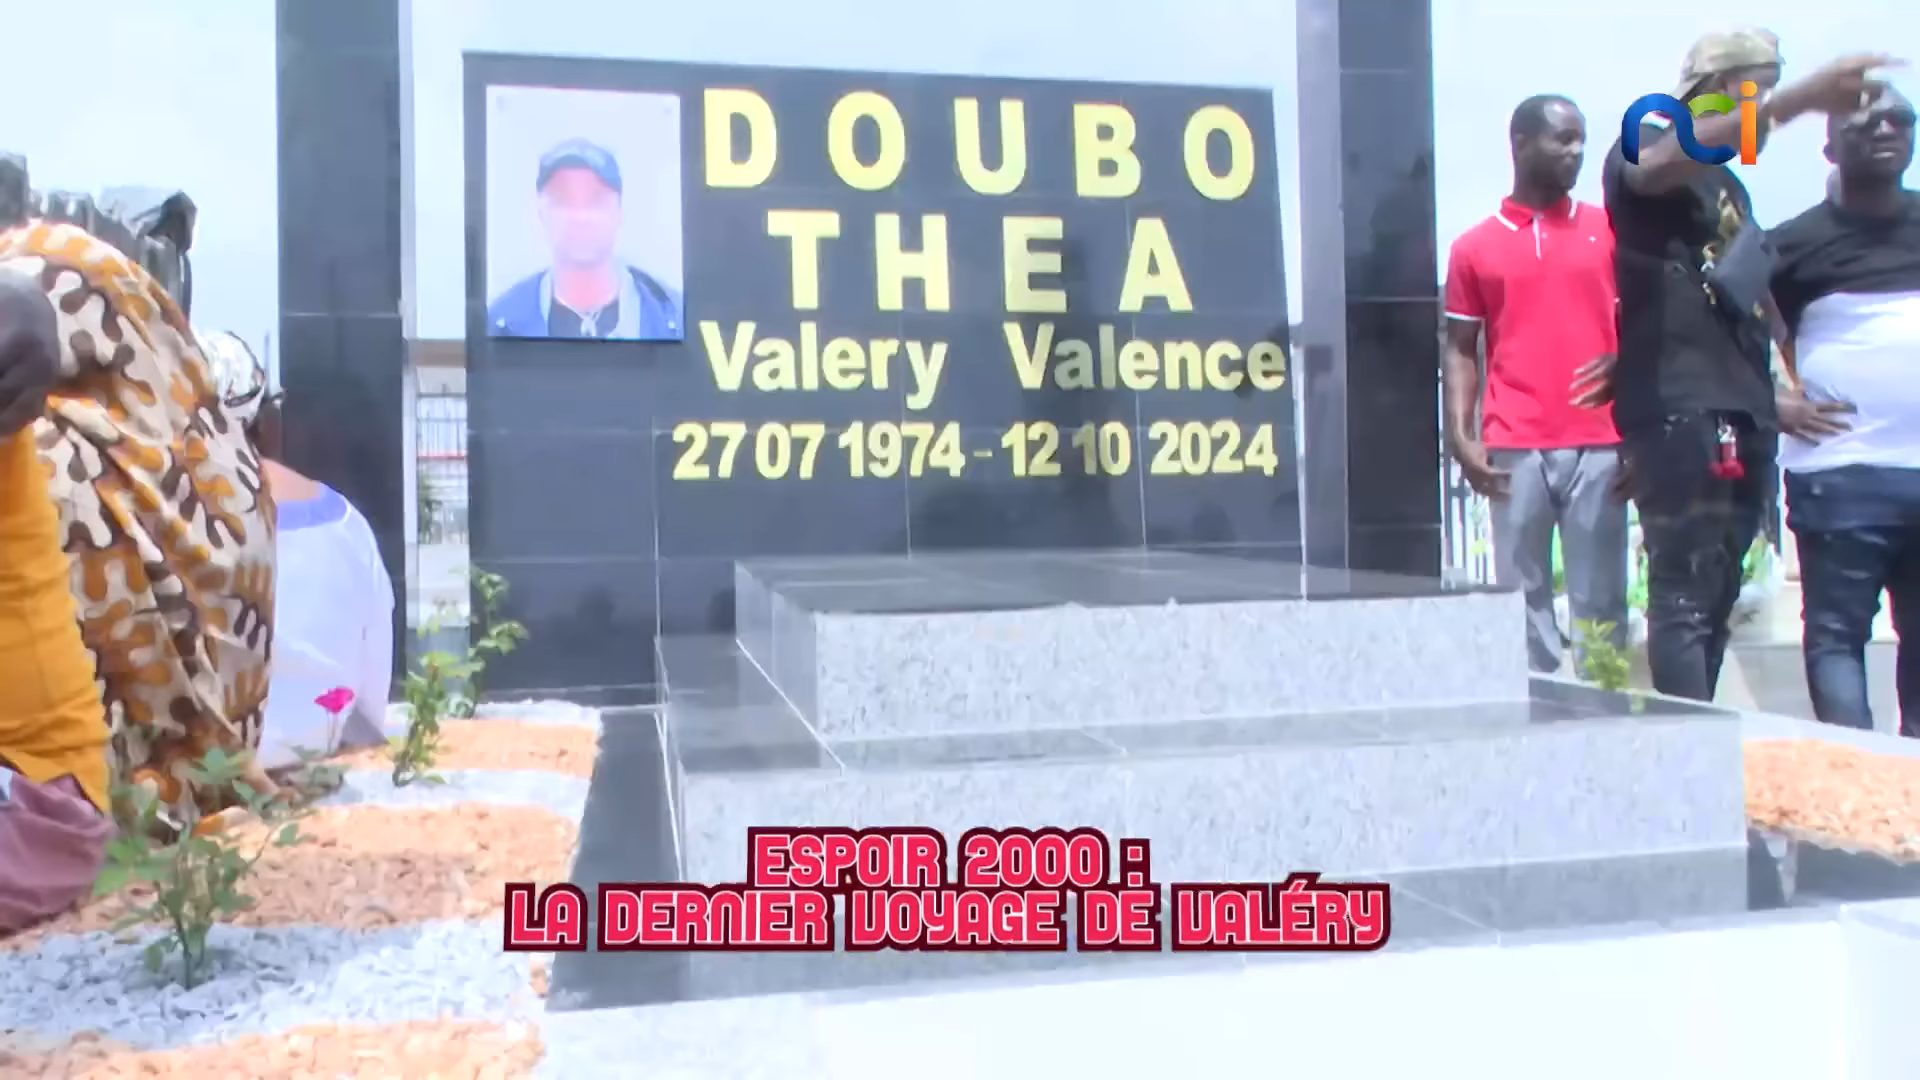 nci
DOUBO
THEA
Valery Valence
27 07 1974 - 12 10 2024
ESPOIR 2000 :
LA DERNIER VOYAGE DE VALÉRY